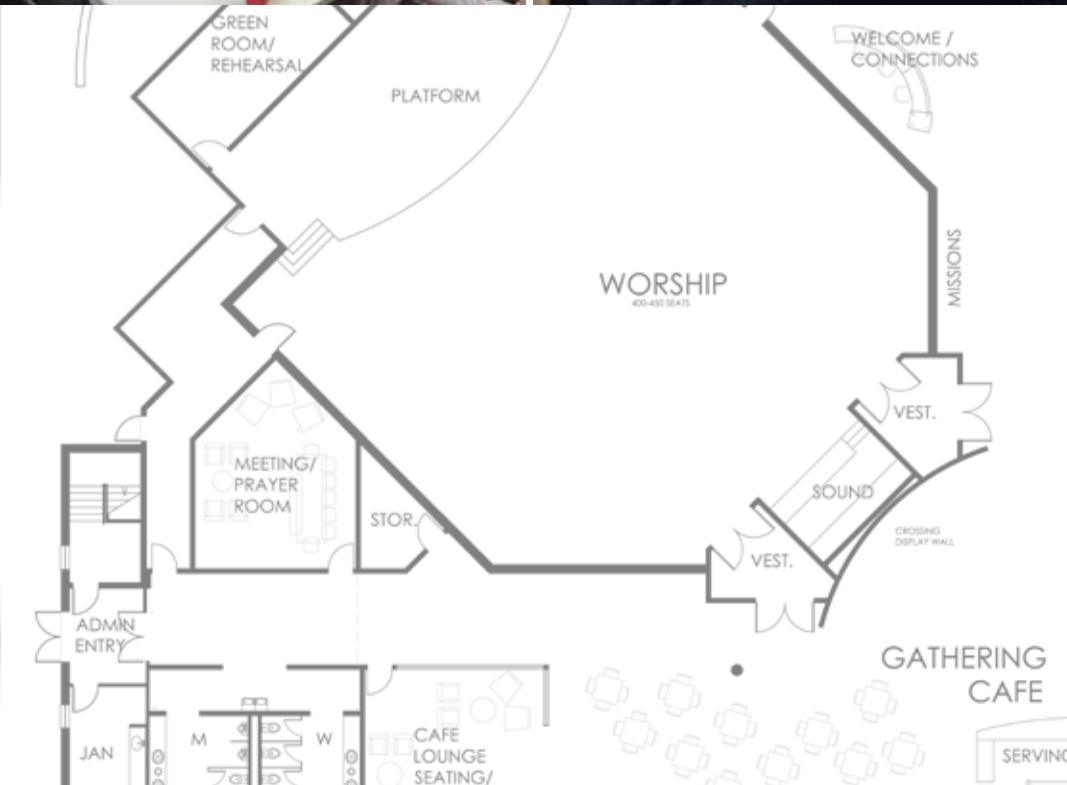 GREEN
ROOM/
REHEARSAL
PLATFORM
WELCOME /
CONNECTIONS
MISSIONS
WORSHIP
400-450 SEATS
VEST.
MEETING/
PRAYER
ROOM
STOR.
SOUND
CROSSING
DISPLAY WALL
VEST.
ADMIN
ENTRY
GATHERING
CAFE
JAN
M
W
CAFE
LOUNGE
SEATING/
SERVING